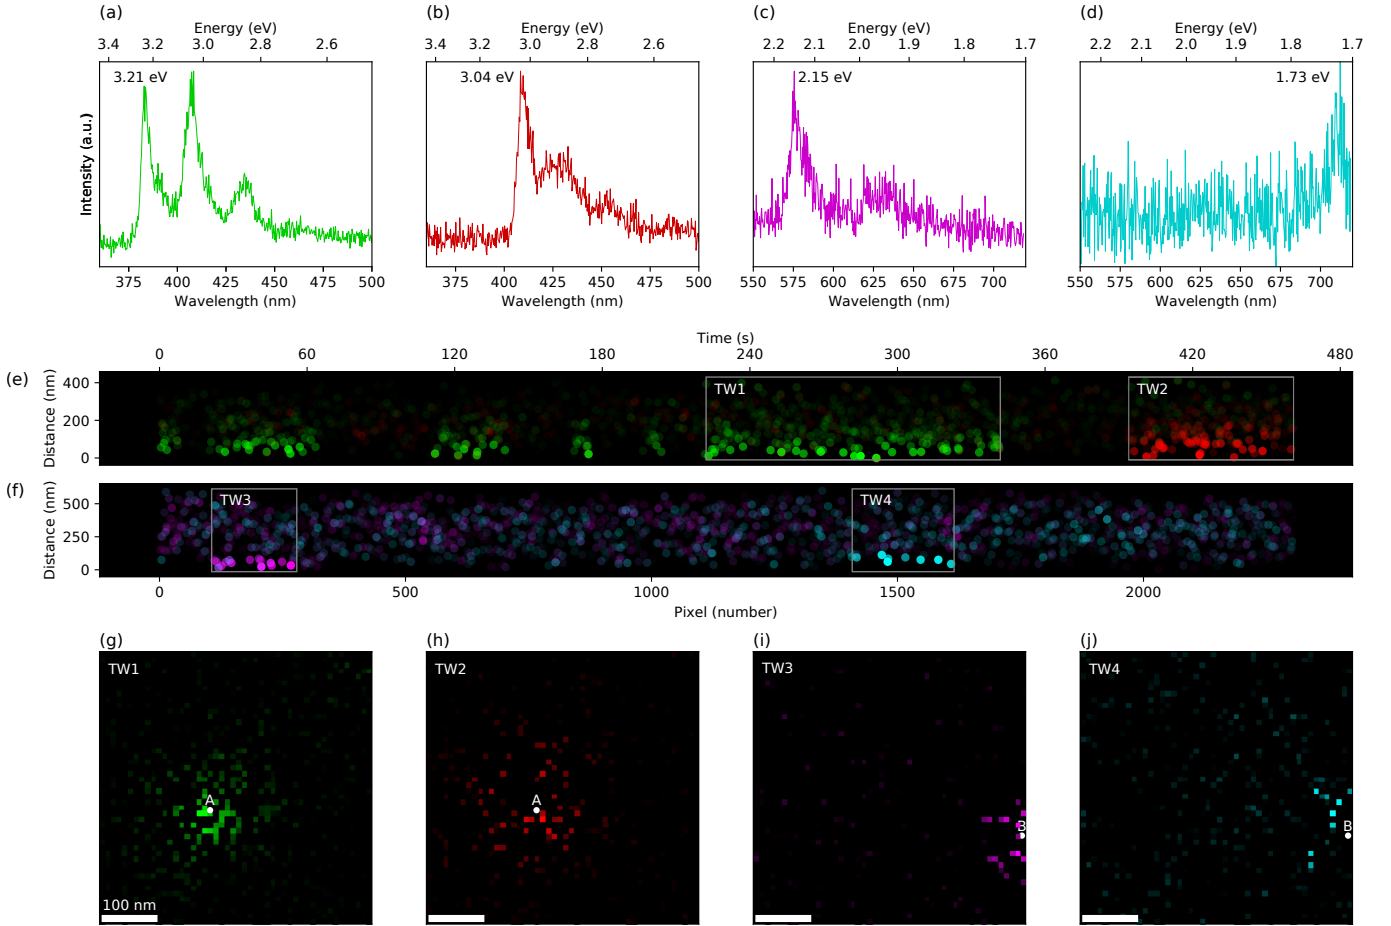 (a) (b) (c) (d)
Energy (eV) Energy (eV) Energy (eV) Energy (eV)
3.4 3.2 3.0 2.8 2.6 3.4 3.2 3.0 2.8 2.6 2.2 2.1 2.0 1.9 1.8 1.7 2.2 2.1 2.0 1.9 1.8 1.7
3.21 eV 3.04 eV 2.15 eV 1.73 eV
Intensity (a.u.)
375 400 425 450 475 500 375 400 425 450 475 500 550 575 600 625 650 675 700 550 575 600 625 650 675 700
Wavelength (nm) Wavelength (nm) Wavelength (nm) Wavelength (nm)
Time (s)
0 60 120 180 240 300 360 420 480
(e)
Distance (nm)
400
200
0
TW1 TW2
(f)
Distance (nm)
500
250
0
TW3 TW4
0 500 1000 1500 2000
Pixel (number)
(g) (h) (i) (j)
TW1 TW2 TW3 TW4
A A B B
100 nm